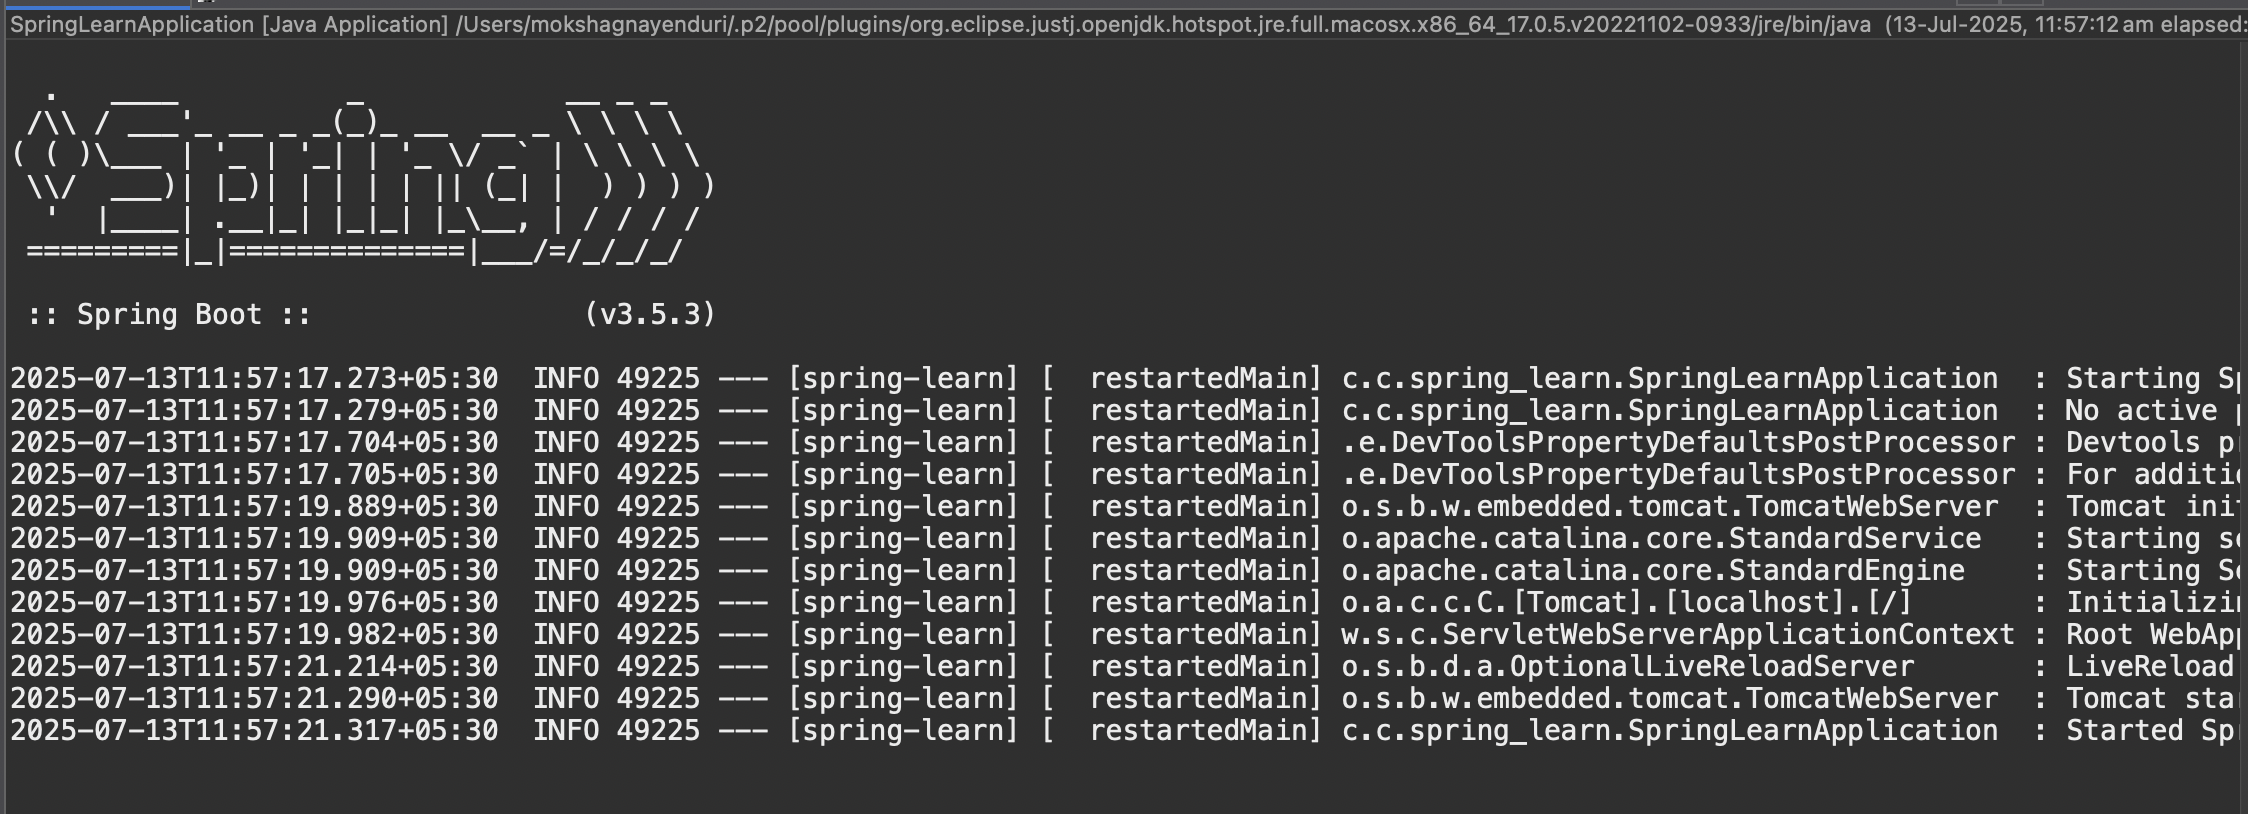 SpringLearnApplication [Java Application] /Users/mokshagnayenduri/.p2/pool/plugins/org.eclipse.justj.openjdk.hotspot.jre.full.macosx.x86_64_17.0.5.v20221102-0933/jre/bin/java (13-Jul-2025, 11:57:12 am elapsed:
  .   ____          _            __ _ _
 /\\ / ___'_ __ _ _(_)_ __  __ _ \ \ \ \
( ( )\___ | '_ | '_| | '_ \/ _` | \ \ \ \
 \\/  ___)| |_)| | | | | || (_| |  ) ) ) )
  '  |____| .__|_| |_|_| |_\__, | / / / /
 =========|_|==============|___/=/_/_/_/
 :: Spring Boot ::                (v3.5.3)
2025-07-13T11:57:17.273+05:30  INFO 49225 --- [spring-learn] [  restartedMain] c.c.spring_learn.SpringLearnApplication  : Starting
2025-07-13T11:57:17.279+05:30  INFO 49225 --- [spring-learn] [  restartedMain] c.c.spring_learn.SpringLearnApplication  : No active
2025-07-13T11:57:17.704+05:30  INFO 49225 --- [spring-learn] [  restartedMain] .e.DevToolsPropertyDefaultsPostProcessor : Devtools
2025-07-13T11:57:17.705+05:30  INFO 49225 --- [spring-learn] [  restartedMain] .e.DevToolsPropertyDefaultsPostProcessor : For additi
2025-07-13T11:57:19.889+05:30  INFO 49225 --- [spring-learn] [  restartedMain] o.s.b.w.embedded.tomcat.TomcatWebServer  : Tomcat ini
2025-07-13T11:57:19.909+05:30  INFO 49225 --- [spring-learn] [  restartedMain] o.apache.catalina.core.StandardService   : Starting
2025-07-13T11:57:19.909+05:30  INFO 49225 --- [spring-learn] [  restartedMain] o.apache.catalina.core.StandardEngine    : Starting
2025-07-13T11:57:19.976+05:30  INFO 49225 --- [spring-learn] [  restartedMain] o.a.c.c.C.[Tomcat].[localhost].[/]       : Initializi
2025-07-13T11:57:19.982+05:30  INFO 49225 --- [spring-learn] [  restartedMain] w.s.c.ServletWebServerApplicationContext : Root WebAp
2025-07-13T11:57:21.214+05:30  INFO 49225 --- [spring-learn] [  restartedMain] o.s.b.d.a.OptionalLiveReloadServer       : LiveReload
2025-07-13T11:57:21.290+05:30  INFO 49225 --- [spring-learn] [  restartedMain] o.s.b.w.embedded.tomcat.TomcatWebServer  : Tomcat sta
2025-07-13T11:57:21.317+05:30  INFO 49225 --- [spring-learn] [  restartedMain] c.c.spring_learn.SpringLearnApplication  : Started Sp